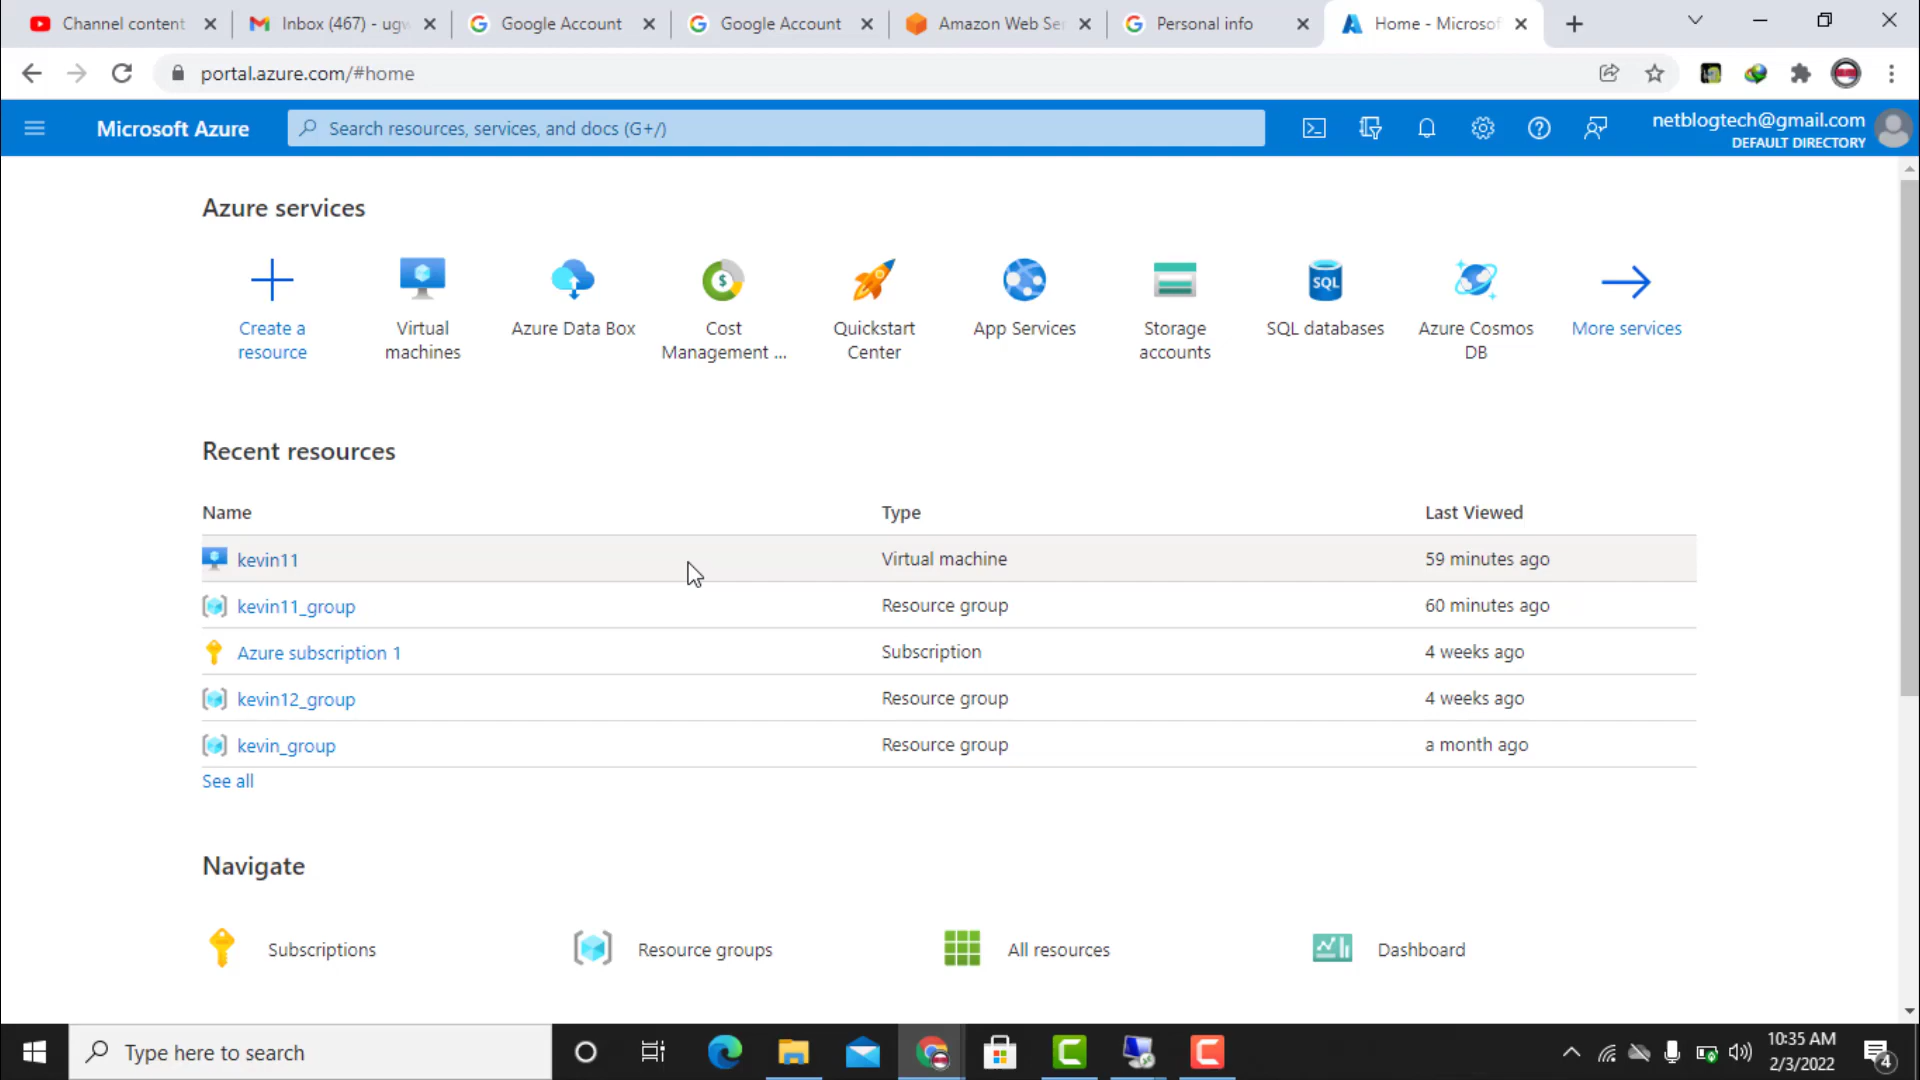 Channel content
Inbox (467) - ugw
Google Account
Google Account
Amazon Web Ser
Personal info
Home - Microsof
portal.azure.com/#home
Microsoft Azure
Search resources, services, and docs (G+/)
netblogtech@gmail.com
DEFAULT DIRECTORY
Azure services
Create a
resource
Virtual
machines
Azure Data Box
$
Cost
Management ...
Quickstart
Center
App Services
Storage
accounts
SQL
SQL databases
Azure Cosmos
DB
More services
Recent resources
Name Type Last Viewed
kevin11 Virtual machine 59 minutes ago
kevin11_group Resource group 60 minutes ago
Azure subscription 1 Subscription 4 weeks ago
kevin12_group Resource group 4 weeks ago
kevin_group Resource group a month ago
See all
Navigate
Subscriptions
Resource groups
All resources
Dashboard
Type here to search
10:35 AM
2/3/2022
4